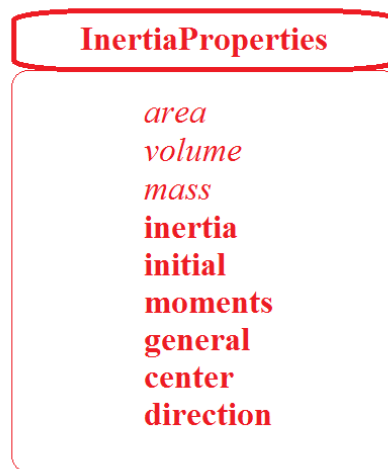 InertiaProperties
area
volume
mass
inertia
initial
moments
general
center
direction